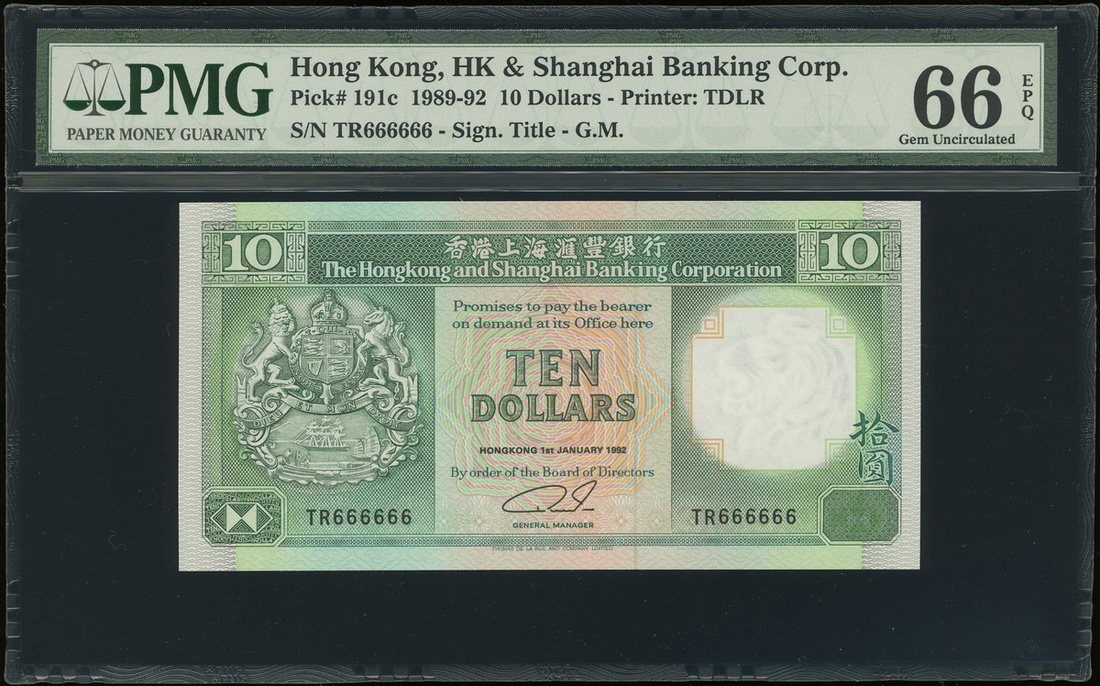 PMG
PAPER MONEY GUARANTY
Hong Kong, HK & Shanghai Banking Corp.
Pick# 191c 1989-92 10 Dollars - Printer: TDLR
S/N TR666666 - Sign. Title - G.M.
66
EPQ
Gem Uncirculated
10
香港上海滙豐銀行
10
The Hongkong and Shanghai Banking Corporation
Promises to pay the bearer
on demand at its Office here
TEN
DOLLARS
HONGKONG 1st JANUARY 1992
By order of the Board of Directors
GENERAL MANAGER
拾圓
TR666666
TR666666
THOMAS DE LA RUE AND COMPANY LIMITED